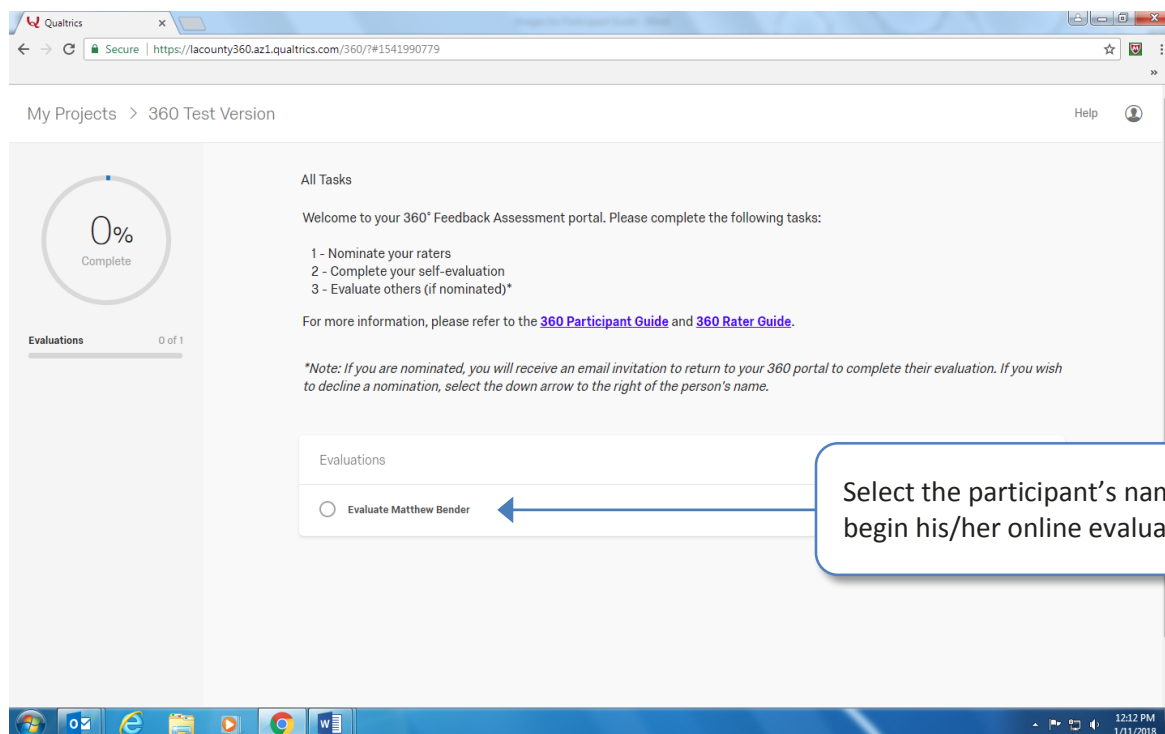 Qualtrics
Secure | https://lacounty360.az1.qualtrics.com/360/?#1541990779
»
My Projects > 360 Test Version
Help
0%
Complete
Evaluations 0 of 1
All Tasks
Welcome to your 360° Feedback Assessment portal. Please complete the following tasks:
1 - Nominate your raters
2 - Complete your self-evaluation
3 - Evaluate others (if nominated)*
For more information, please refer to the 360 Participant Guide and 360 Rater Guide.
*Note: If you are nominated, you will receive an email invitation to return to your 360 portal to complete their evaluation. If you wish
to decline a nomination, select the down arrow to the right of the person's name.
Evaluations
Evaluate Matthew Bender
Select the participant’s nam
begin his/her online evalua
12:12 PM
1/11/2018